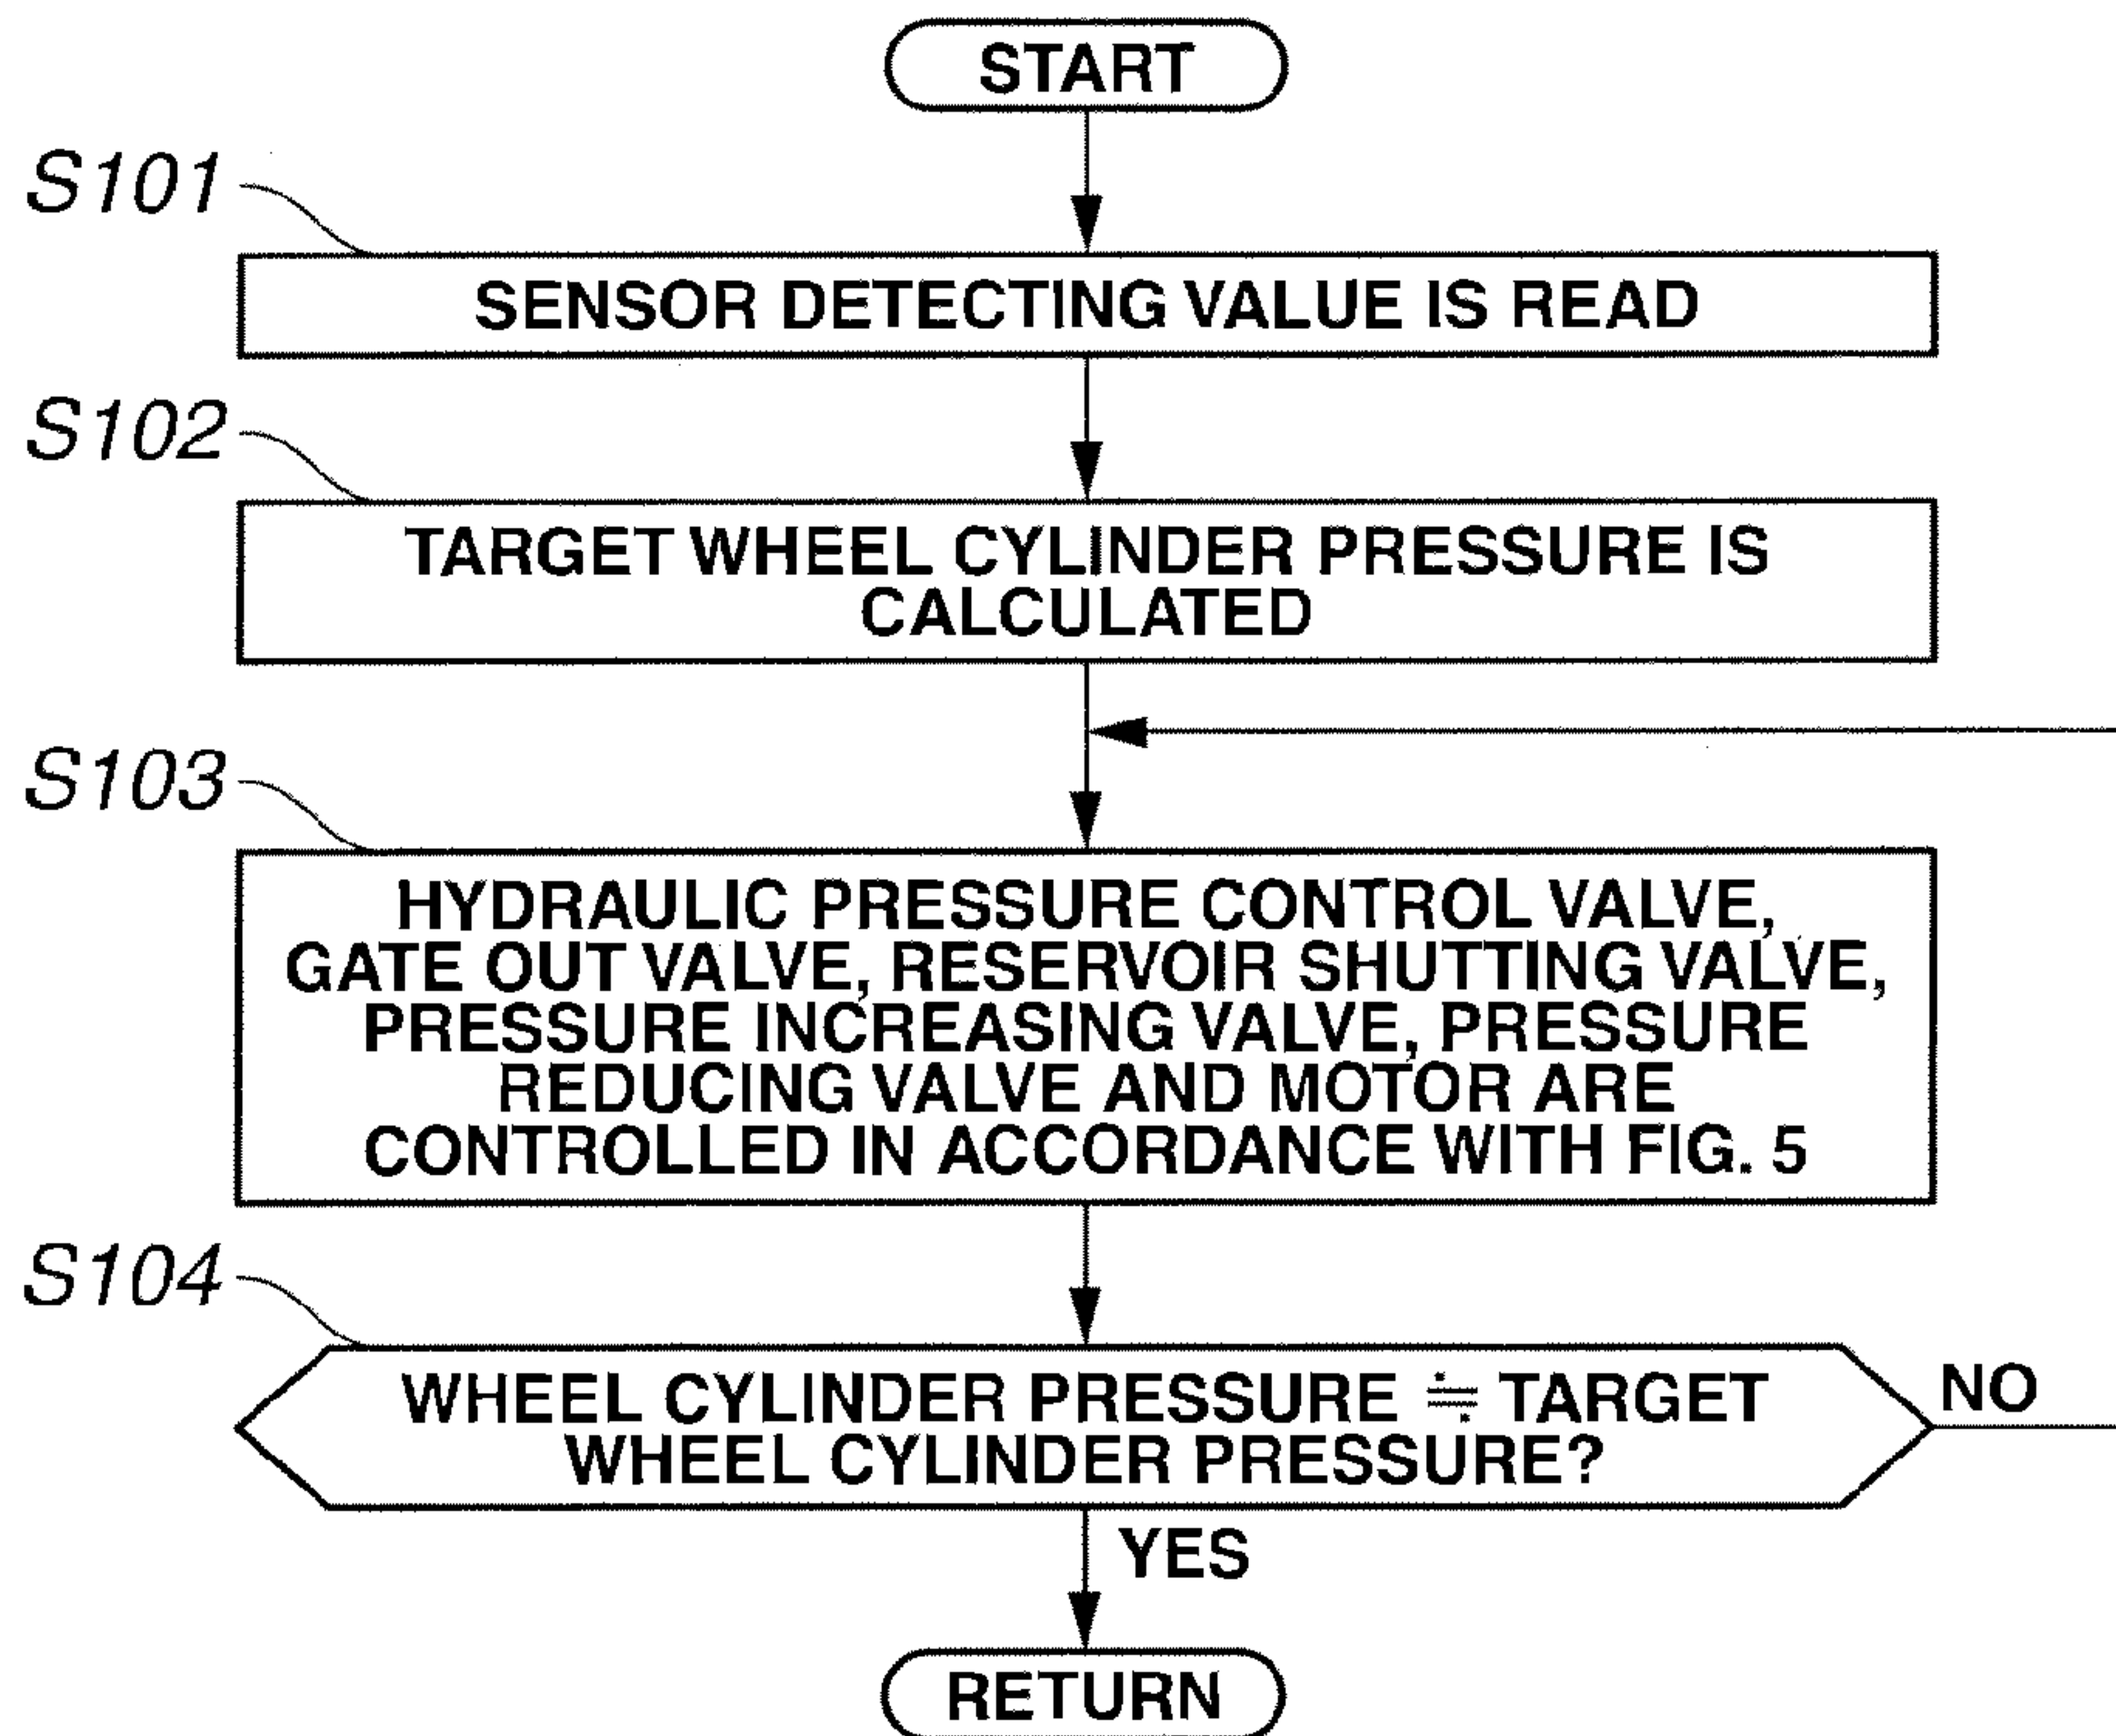 START
S101
SENSOR DETECTING VALUE IS READ
S102
TARGET WHEEL CYLINDER PRESSURE IS
CALCULATED
S103
HYDRAULIC PRESSURE CONTROL VALVE,
GATE OUT VALVE, RESERVOIR SHUTTING VALVE,
PRESSURE INCREASING VALVE, PRESSURE
REDUCING VALVE AND MOTOR ARE
CONTROLLED IN ACCORDANCE WITH FIG. 5
S104
WHEEL CYLINDER PRESSURE ≒ TARGET
WHEEL CYLINDER PRESSURE?
NO
YES
RETURN